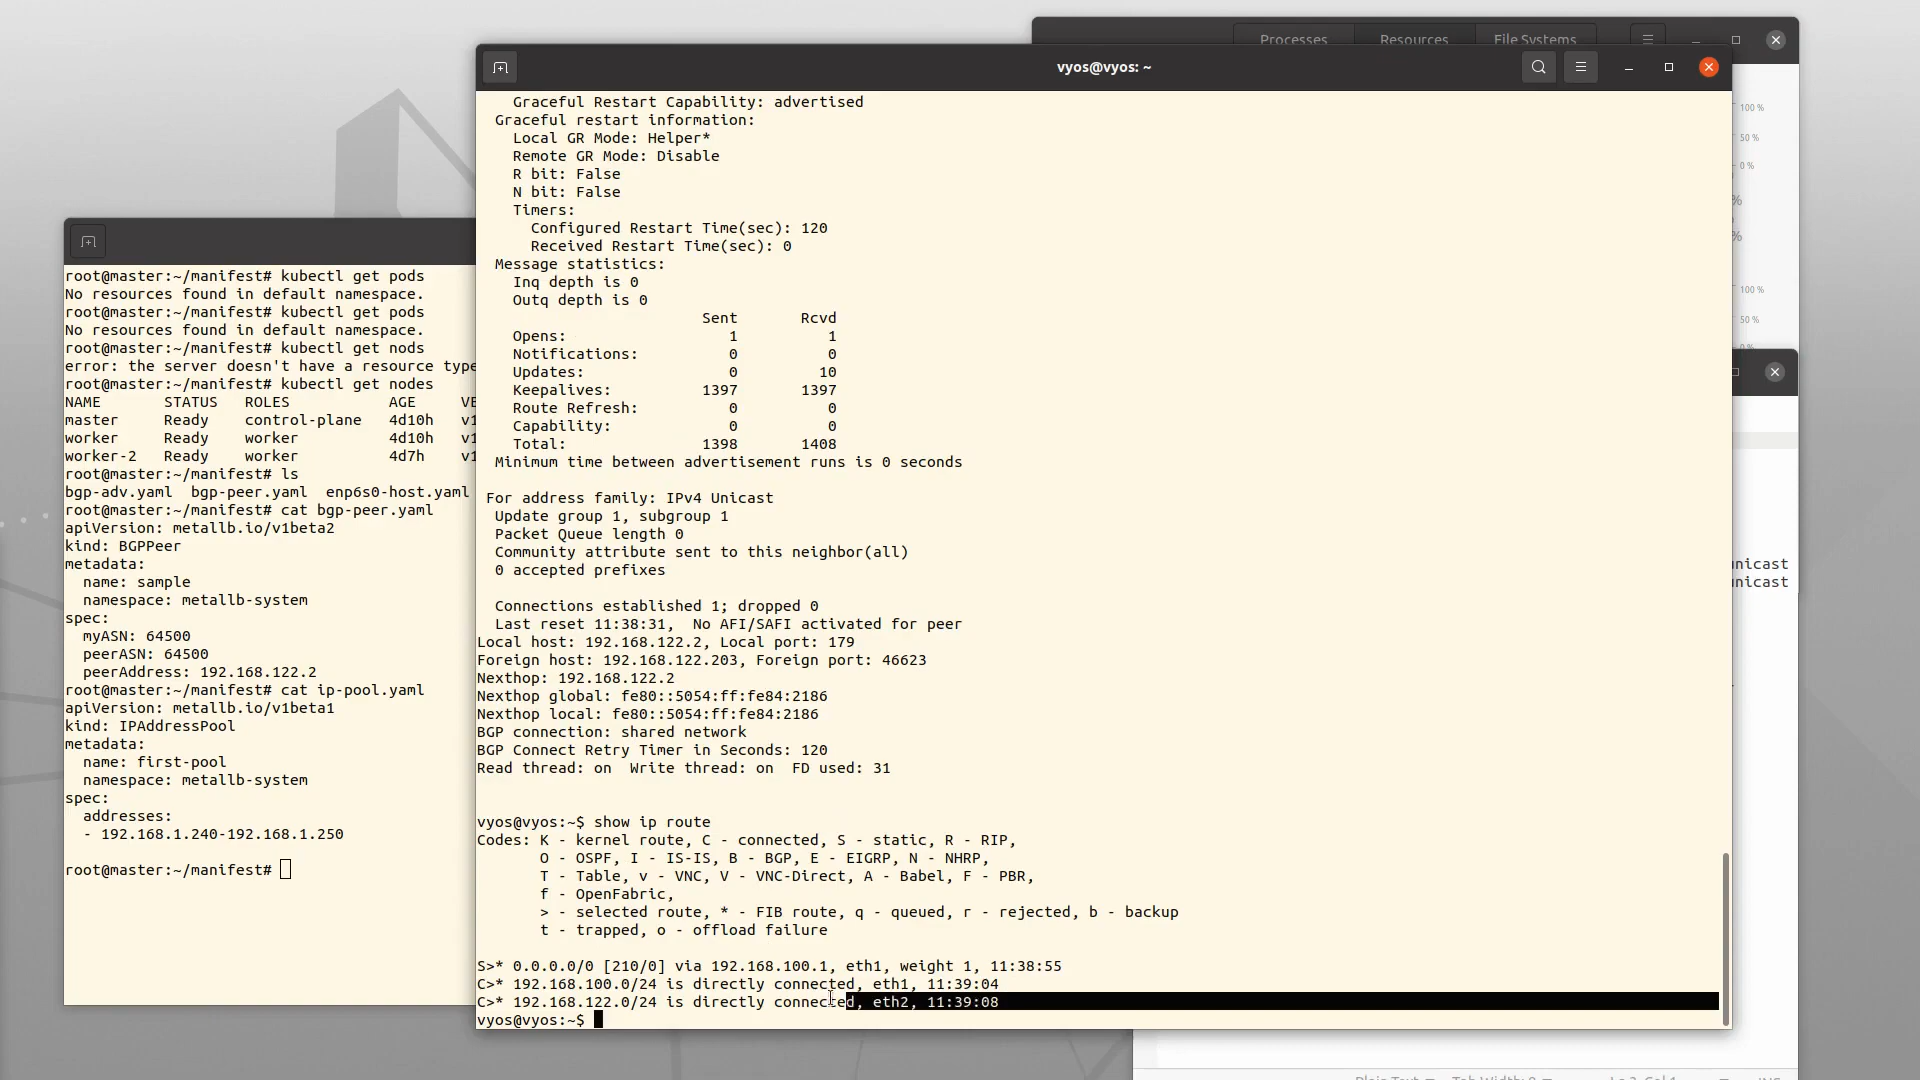 Processes Resources File Systems
vyos@vyos: ~
100 %
50 %
0 %
%
%
100 %
50 %
0 %
root@master:~/manifest# kubectl get pods
No resources found in default namespace.
root@master:~/manifest# kubectl get pods
No resources found in default namespace.
root@master:~/manifest# kubectl get nods
error: the server doesn't have a resource type
root@master:~/manifest# kubectl get nodes
NAME STATUS ROLES AGE VE
master Ready control-plane 4d10h v1
worker Ready worker 4d10h v1
worker-2 Ready worker 4d7h v1
root@master:~/manifest# ls
bgp-adv.yaml bgp-peer.yaml enp6s0-host.yaml
root@master:~/manifest# cat bgp-peer.yaml
apiVersion: metallb.io/v1beta2
kind: BGPPeer
metadata:
name: sample
namespace: metallb-system
spec:
myASN: 64500
peerASN: 64500
peerAddress: 192.168.122.2
root@master:~/manifest# cat ip-pool.yaml
apiVersion: metallb.io/v1beta1
kind: IPAddressPool
metadata:
name: first-pool
namespace: metallb-system
spec:
addresses:
- 192.168.1.240-192.168.1.250
root@master:~/manifest#
Graceful Restart Capability: advertised
Graceful restart information:
Local GR Mode: Helper*
Remote GR Mode: Disable
R bit: False
N bit: False
Timers:
Configured Restart Time(sec): 120
Received Restart Time(sec): 0
Message statistics:
Inq depth is 0
Outq depth is 0
Sent Rcvd
Opens: 1 1
Notifications: 0 0
Updates: 0 10
Keepalives: 1397 1397
Route Refresh: 0 0
Capability: 0 0
Total: 1398 1408
Minimum time between advertisement runs is 0 seconds
For address family: IPv4 Unicast
Update group 1, subgroup 1
Packet Queue length 0
Community attribute sent to this neighbor(all)
0 accepted prefixes
Connections established 1; dropped 0
Last reset 11:38:31, No AFI/SAFI activated for peer
Local host: 192.168.122.2, Local port: 179
Foreign host: 192.168.122.203, Foreign port: 46623
Nexthop: 192.168.122.2
Nexthop global: fe80::5054:ff:fe84:2186
Nexthop local: fe80::5054:ff:fe84:2186
BGP connection: shared network
BGP Connect Retry Timer in Seconds: 120
Read thread: on Write thread: on FD used: 31
vyos@vyos:~$ show ip route
Codes: K - kernel route, C - connected, S - static, R - RIP,
O - OSPF, I - IS-IS, B - BGP, E - EIGRP, N - NHRP,
T - Table, v - VNC, V - VNC-Direct, A - Babel, F - PBR,
f - OpenFabric,
> - selected route, * - FIB route, q - queued, r - rejected, b - backup
t - trapped, o - offload failure
S>* 0.0.0.0/0 [210/0] via 192.168.100.1, eth1, weight 1, 11:38:55
C>* 192.168.100.0/24 is directly connected, eth1, 11:39:04
C>* 192.168.122.0/24 is directly connected, eth2, 11:39:08
vyos@vyos:~$
unicast
unicast